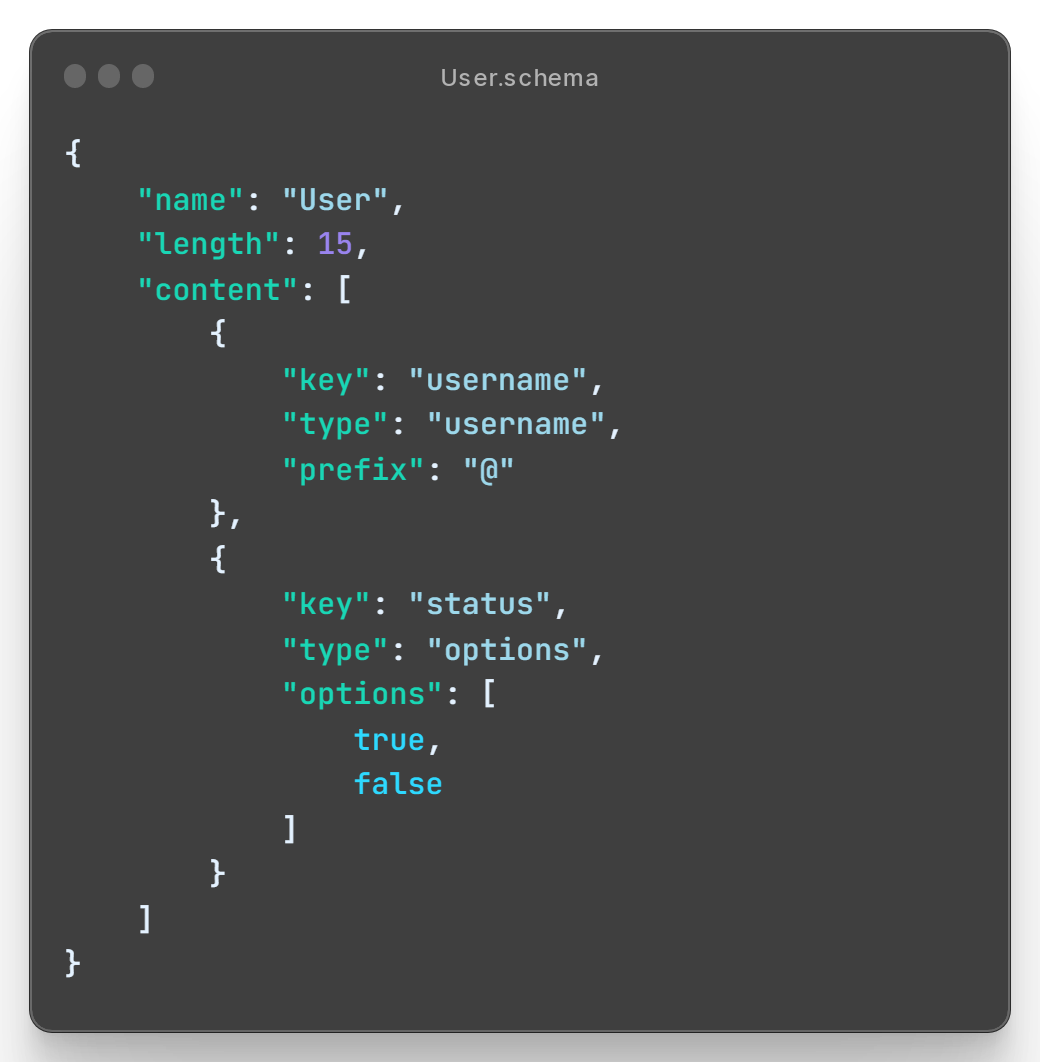 User.schema
{
    "name": "User",
    "length": 15,
    "content": [
        {
            "key": "username",
            "type": "username",
            "prefix": "@"
        },
        {
            "key": "status",
            "type": "options",
            "options": [
                true,
                false
            ]
        }
    ]
}